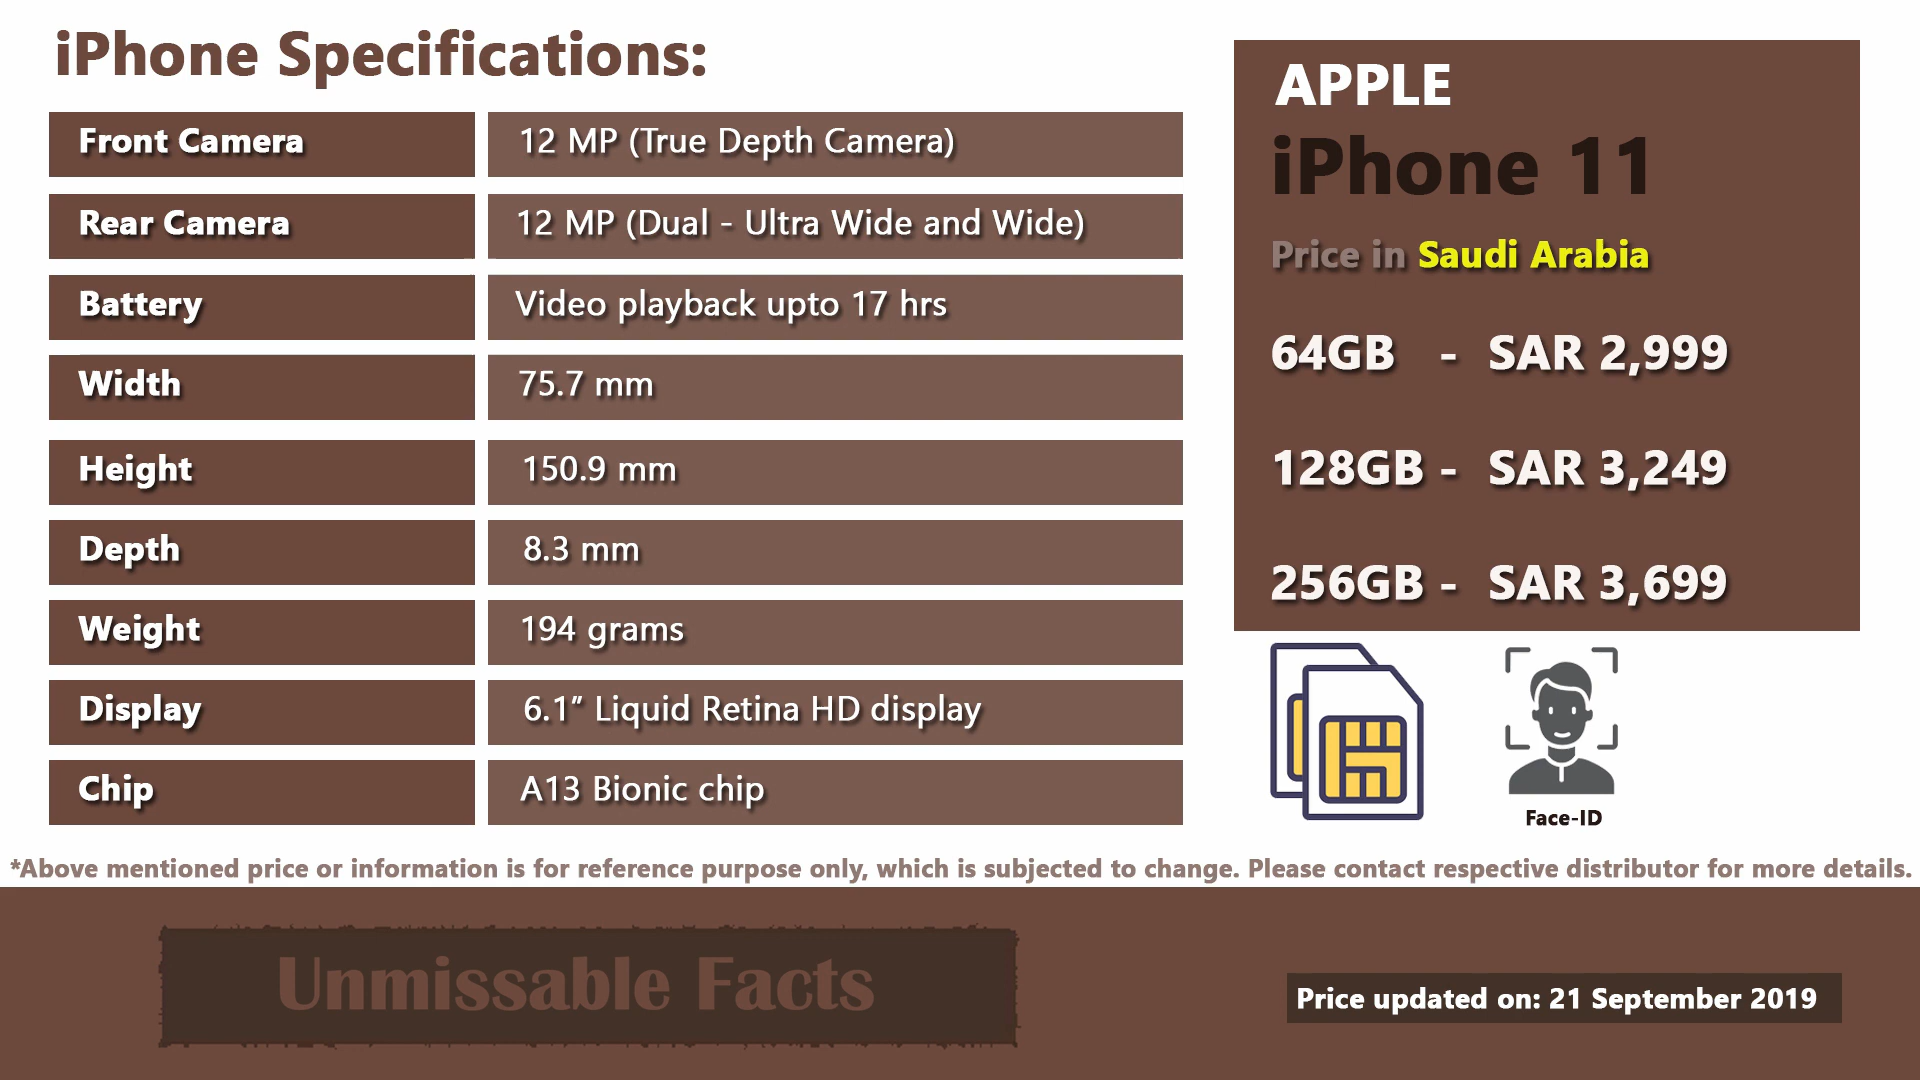 iPhone Specifications:
Front Camera 12 MP (True Depth Camera)
Rear Camera 12 MP (Dual - Ultra Wide and Wide)
Battery Video playback upto 17 hrs
Width 75.7 mm
Height 150.9 mm
Depth 8.3 mm
Weight 194 grams
Display 6.1” Liquid Retina HD display
Chip A13 Bionic chip
APPLE
iPhone 11
Price in Saudi Arabia
64GB - SAR 2,999
128GB - SAR 3,249
256GB - SAR 3,699
Face-ID
*Above mentioned price or information is for reference purpose only, which is subjected to change. Please contact respective distributor for more details.
Unmissable Facts
Price updated on: 21 September 2019